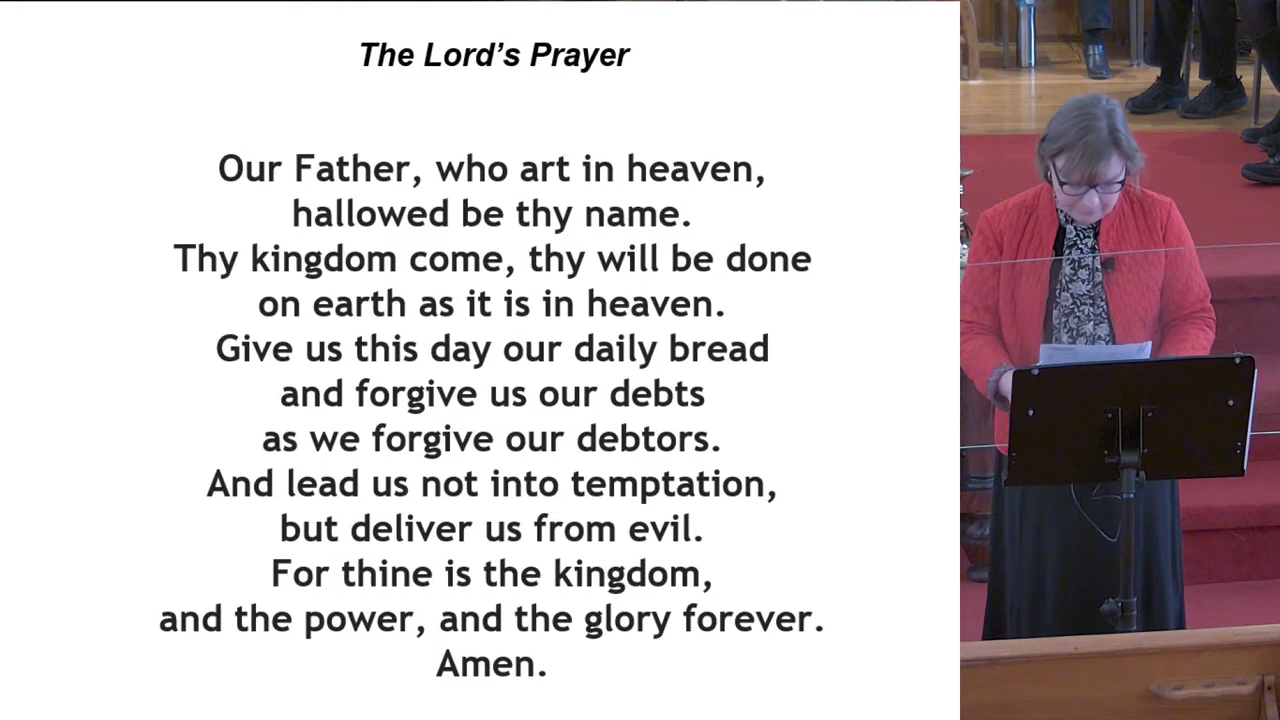 The Lord’s Prayer
Our Father, who art in heaven,
hallowed be thy name.
Thy kingdom come, thy will be done
on earth as it is in heaven.
Give us this day our daily bread
and forgive us our debts
as we forgive our debtors.
And lead us not into temptation,
but deliver us from evil.
For thine is the kingdom,
and the power, and the glory forever.
Amen.